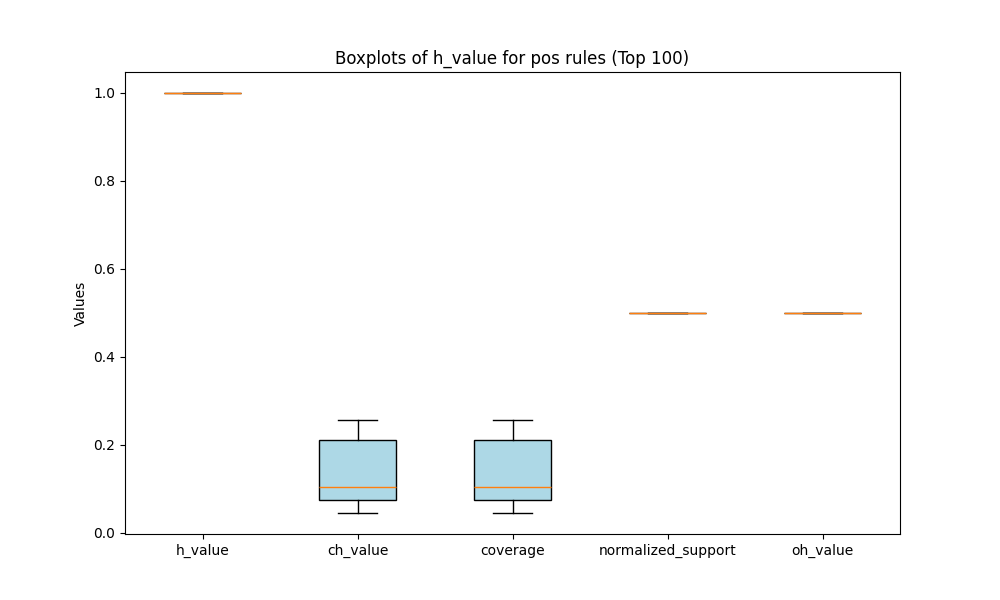 Boxplots of h_value for pos rules (Top 100)
Values
1.0
0.8
0.6
0.4
0.2
0.0
h_value
ch_value
coverage
normalized_support
oh_value